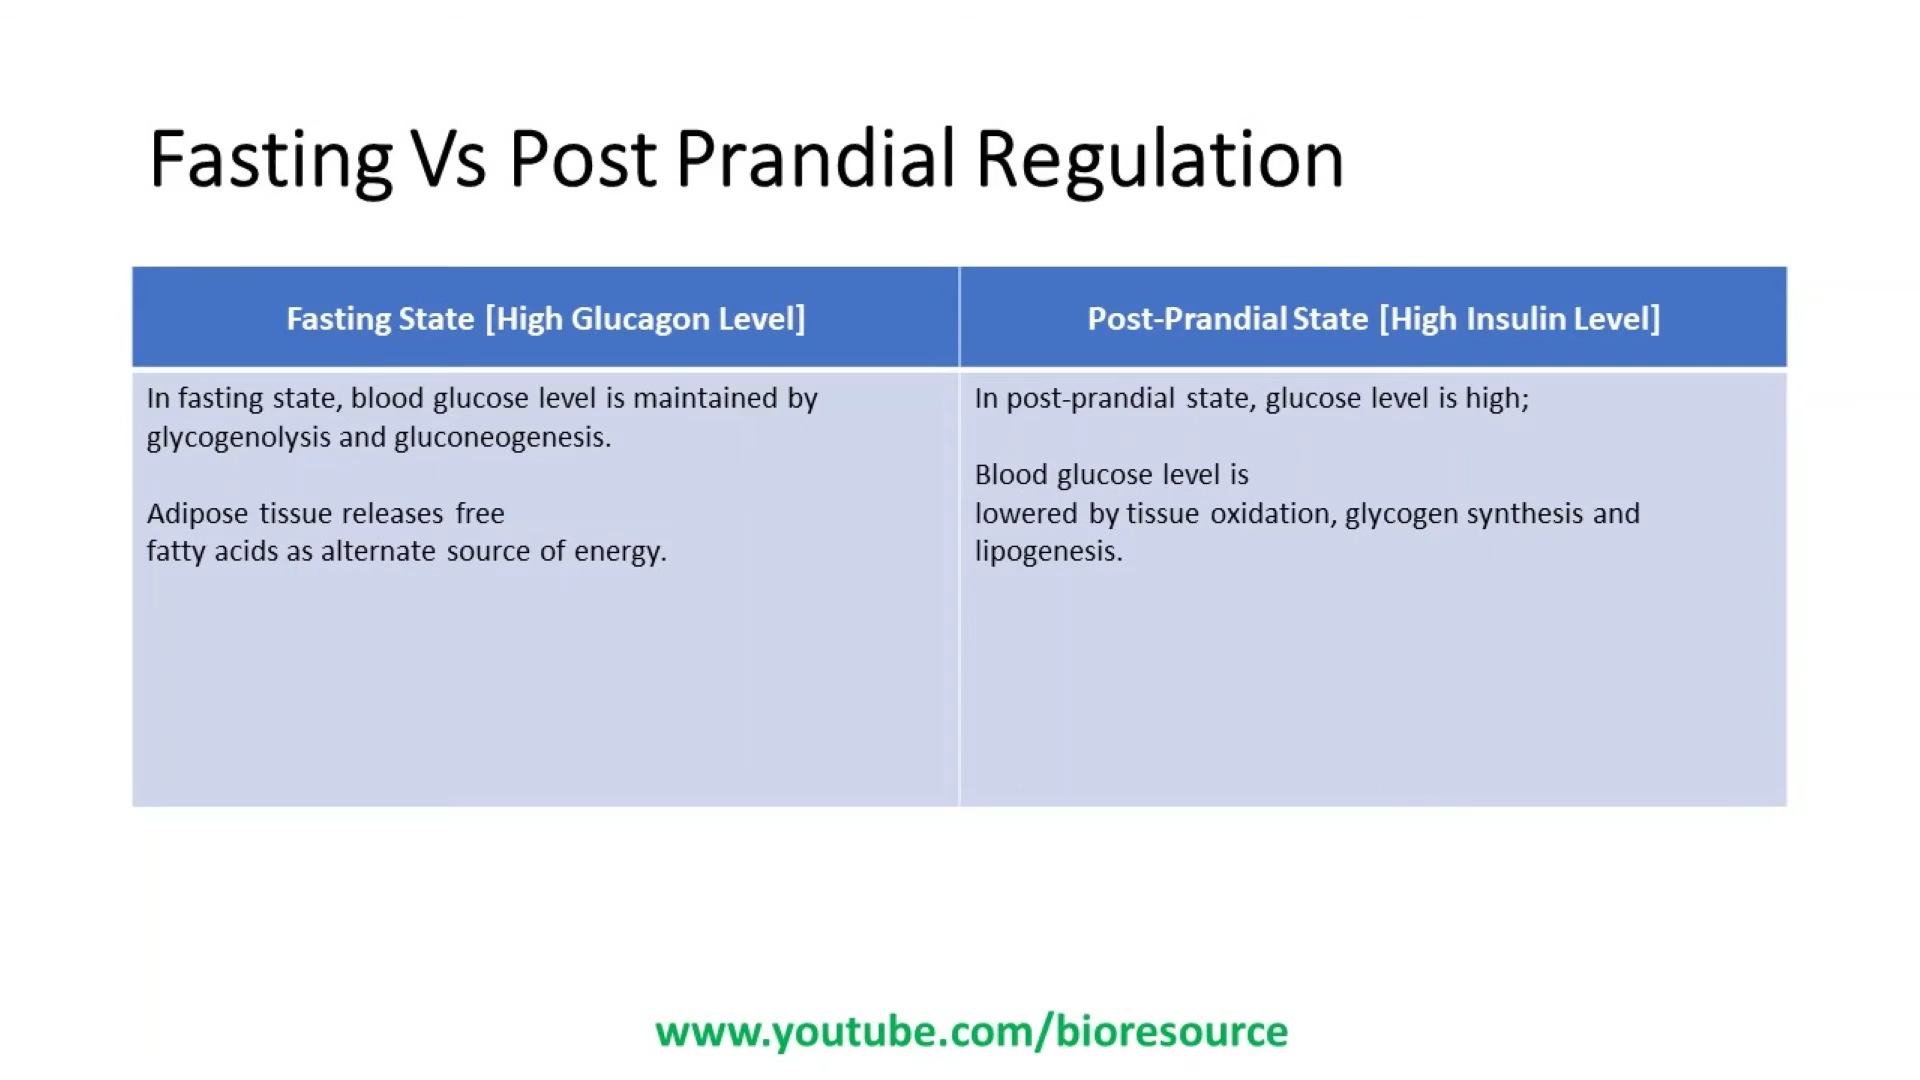 Fasting Vs Post Prandial Regulation
Fasting State [High Glucagon Level]
Post-Prandial State [High Insulin Level]
In fasting state, blood glucose level is maintained by
glycogenolysis and gluconeogenesis.
Adipose tissue releases free
fatty acids as alternate source of energy.
In post-prandial state, glucose level is high;
Blood glucose level is
lowered by tissue oxidation, glycogen synthesis and
lipogenesis.
www.youtube.com/bioresource